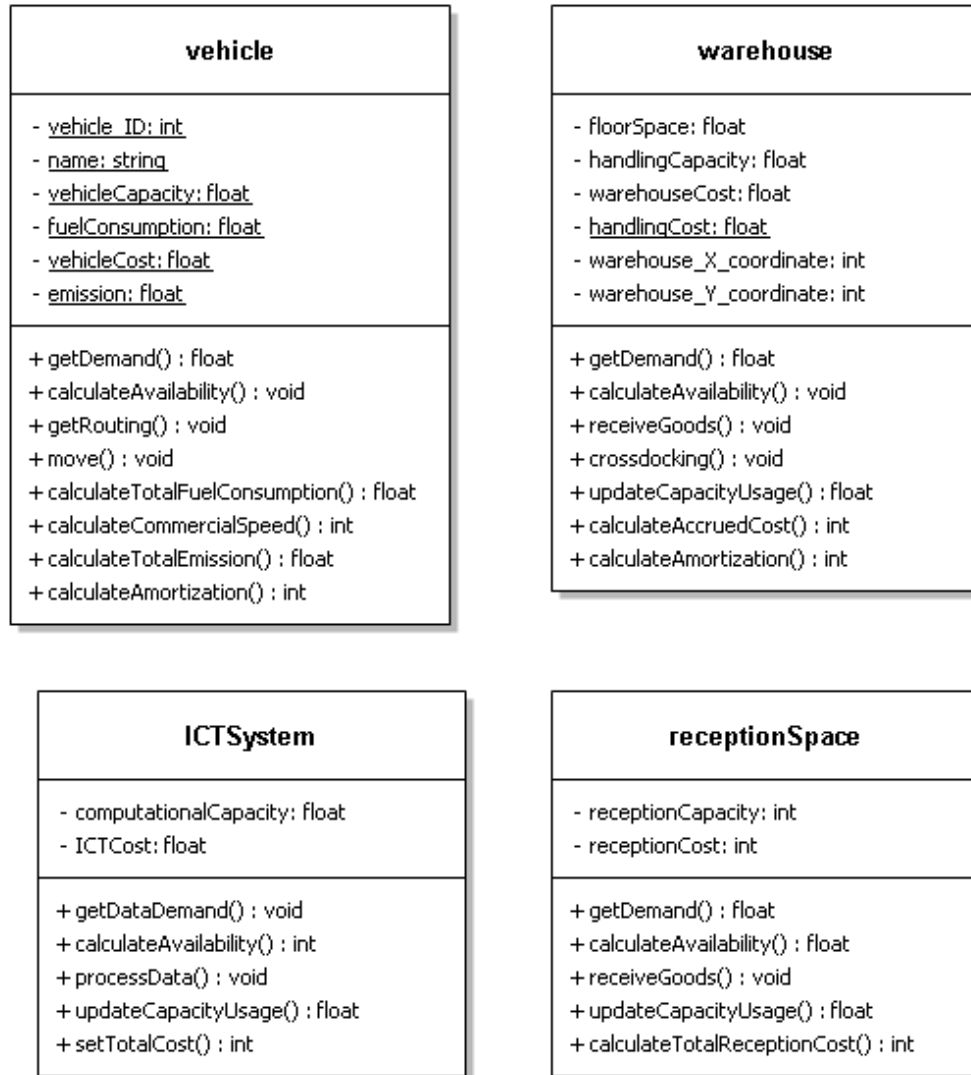 vehicle
- vehicle_ID: int
- name: string
- vehicleCapacity: float
- fuelConsumption: float
- vehicleCost: float
- emission: float
+ getDemand() : float
+ calculateAvailability() : void
+ getRouting() : void
+ move() : void
+ calculateTotalFuelConsumption() : float
+ calculateCommercialSpeed() : int
+ calculateTotalEmission() : float
+ calculateAmortization() : int
warehouse
- floorSpace: float
- handlingCapacity: float
- warehouseCost: float
- handlingCost: float
- warehouse_X_coordinate: int
- warehouse_Y_coordinate: int
+ getDemand() : float
+ calculateAvailability() : void
+ receiveGoods() : void
+ crossdocking() : void
+ updateCapacityUsage() : float
+ calculateAccruedCost() : int
+ calculateAmortization() : int
ICTSystem
- computationalCapacity: float
- ICTCost: float
+ getDataDemand() : void
+ calculateAvailability() : int
+ processData() : void
+ updateCapacityUsage() : float
+ setTotalCost() : int
receptionSpace
- receptionCapacity: int
- receptionCost: int
+ getDemand() : float
+ calculateAvailability() : float
+ receiveGoods() : void
+ updateCapacityUsage() : float
+ calculateTotalReceptionCost() : int